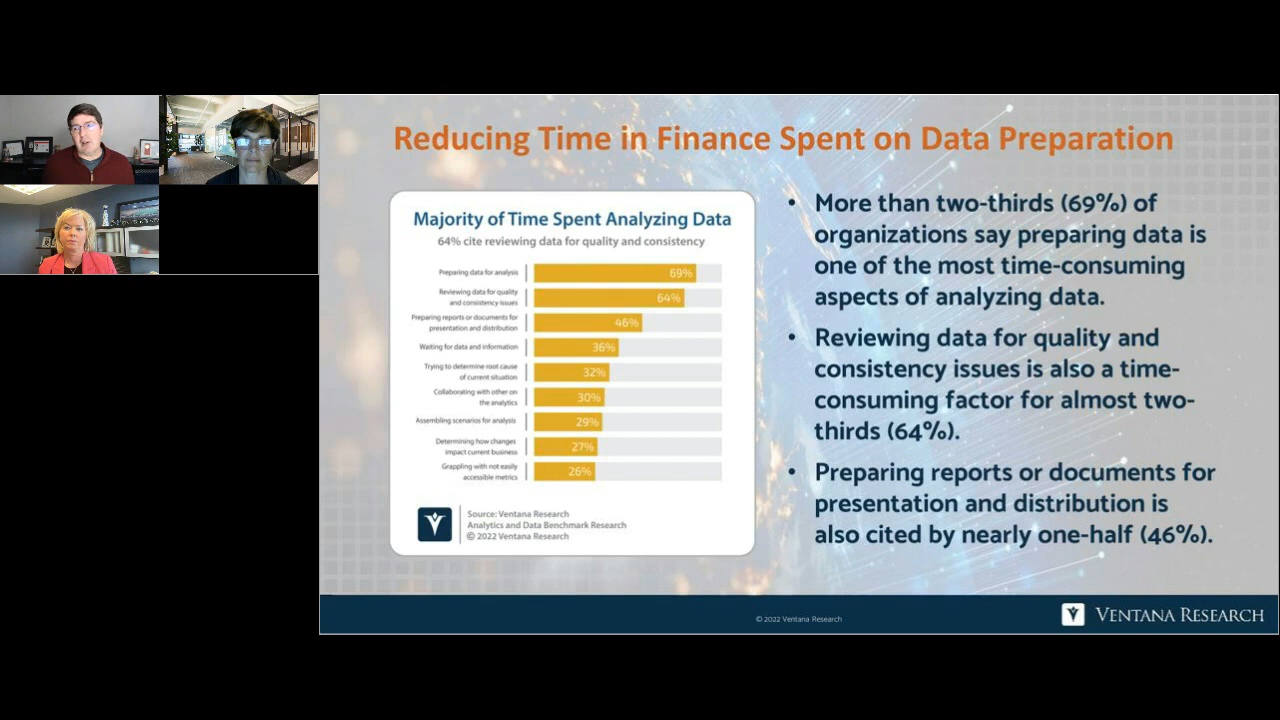 Reducing Time in Finance Spent on Data Preparation
Majority of Time Spent Analyzing Data
64% cite reviewing data for quality and consistency
Preparing data for analysis
69%
Reviewing data for quality
and consistency issues
64%
Preparing reports or documents for
presentation and distribution
46%
Waiting for data and information
36%
Trying to determine root cause
of current situation
32%
Collaborating with other on
the analytics
30%
Assembling scenarios for analysis
29%
Determining how changes
impact current business
27%
Grappling with not easily
accessible metrics
26%
Source: Ventana Research
Analytics and Data Benchmark Research
© 2022 Ventana Research
• More than two-thirds (69%) of
organizations say preparing data is
one of the most time-consuming
aspects of analyzing data.
• Reviewing data for quality and
consistency issues is also a time-
consuming factor for almost two-
thirds (64%).
• Preparing reports or documents for
presentation and distribution is
also cited by nearly one-half (46%).
© 2022 Ventana Research
VENTANA RESEARCH